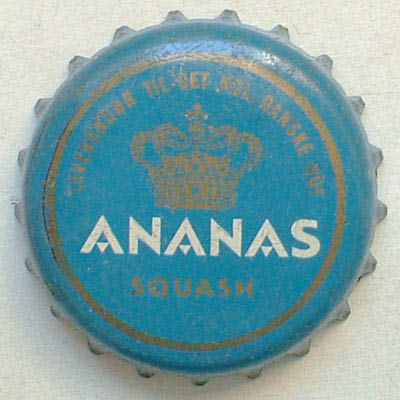 LEVERANDØR TIL DET KGL. DANSKE HOF
ANANAS
SQUASH